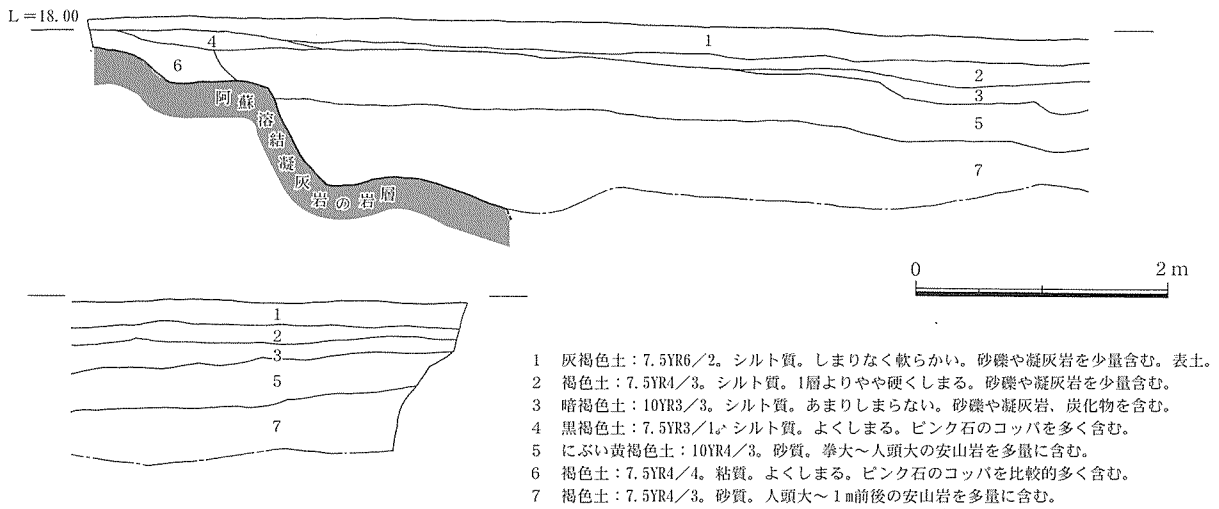 L=18.00
1
4
6
2
3
5
7
阿蘇溶結凝灰岩の岩層
0 2m
1
2
3
5
7
1 灰褐色土:7.5YR6/2。シルト質。しまりなく軟らかい。砂礫や凝灰岩を少量含む。表土。
2 褐色土:7.5YR4/3。シルト質。1層よりやや硬くしまる。砂礫や凝灰岩を少量含む。
3 暗褐色土:10YR3/3。シルト質。あまりしまらない。砂礫や凝灰岩、炭化物を含む。
4 黒褐色土:7.5YR3/1。シルト質。よくしまる。ピンク石のコッパを多く含む。
5 にぶい黄褐色土:10YR4/3。砂質。拳大~人頭大の安山岩を多量に含む。
6 褐色土:7.5YR4/4。粘質。よくしまる。ピンク石のコッパを比較的多く含む。
7 褐色土:7.5YR4/3。砂質。人頭大~1m前後の安山岩を多量に含む。